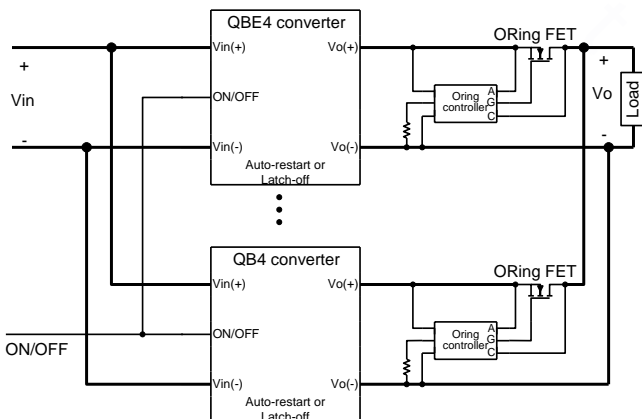 QBE4 converter
ORing FET
Vin(+)
Vo(+)
+
Vin
-
ON/OFF
A
G
C
Oring
controller
+
Vo
-
Load
Vin(-)
Vo(-)
Auto-restart or
Latch-off
QB4 converter
ORing FET
Vin(+)
Vo(+)
ON/OFF
ON/OFF
A
G
C
Oring
controller
Vin(-)
Vo(-)
Auto-restart or
Latch-off